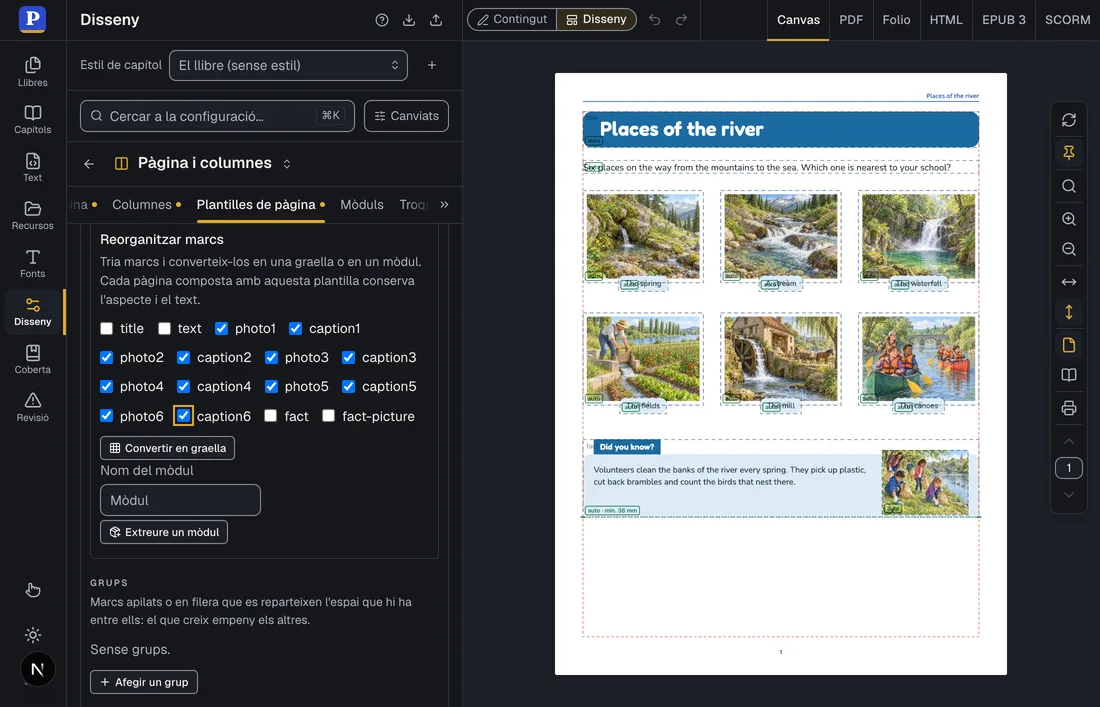 P
Disseny
Contingut
Disseny
Canvas
PDF
Folio
HTML
EPUB 3
SCORM
Llibres
Capítols
Text
Recursos
Fonts
Disseny
Coberta
Revisió
N
Estil de capítol
El llibre (sense estil)
Cercar a la configuració...
⌘K
Canviats
Pàgina i columnes
Columnes
Plantilles de pàgina
Mòduls
Reorganitzar marcs
Tria marcs i converteix-los en una graella o en un mòdul.
Cada pàgina composta amb aquesta plantilla conserva
l'aspecte i el text.
title text photo1 caption1
photo2 caption2 photo3 caption3
photo4 caption4 photo5 caption5
photo6 caption6 fact fact-picture
Convertir en graella
Nom del mòdul
Mòdul
Extreure un mòdul
GRUPS
Marcs apilats o en filera que es reparteixen l'espai que hi ha
entre ells: el que creix empeny els altres.
Sense grups.
Afegir un grup
Places of the river
Places of the river
auto
places on the way from the mountains to the sea. Which one is nearest to your school?
spring
stream
waterfall
fields
mill
canoes
Did you know?
Volunteers clean the banks of the river every spring. They pick up plastic,
cut back brambles and count the birds that nest there.
auto · min. 36 mm
1
1